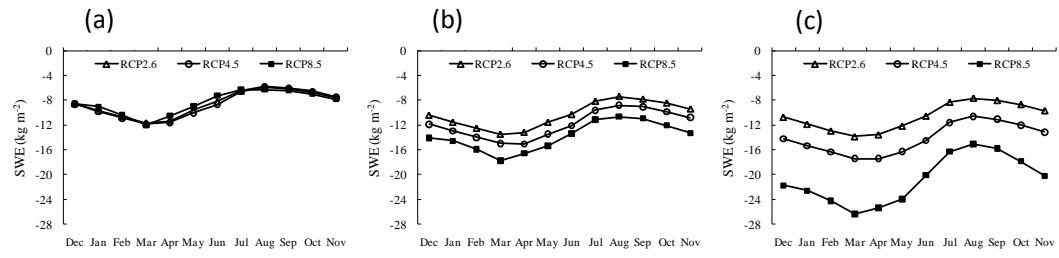 (a)
0
-4
-8
-12
-16
-20
-24
-28
SWE (kg m-2)
RCP2.6 RCP4.5 RCP8.5
Dec Jan Feb Mar Apr May Jun Jul Aug Sep Oct Nov
(b)
0
-4
-8
-12
-16
-20
-24
-28
SWE (kg m-2)
RCP2.6 RCP4.5 RCP8.5
Dec Jan Feb Mar Apr May Jun Jul Aug Sep Oct Nov
(c)
0
-4
-8
-12
-16
-20
-24
-28
SWE (kg m-2)
RCP2.6 RCP4.5 RCP8.5
Dec Jan Feb Mar Apr May Jun Jul Aug Sep Oct Nov